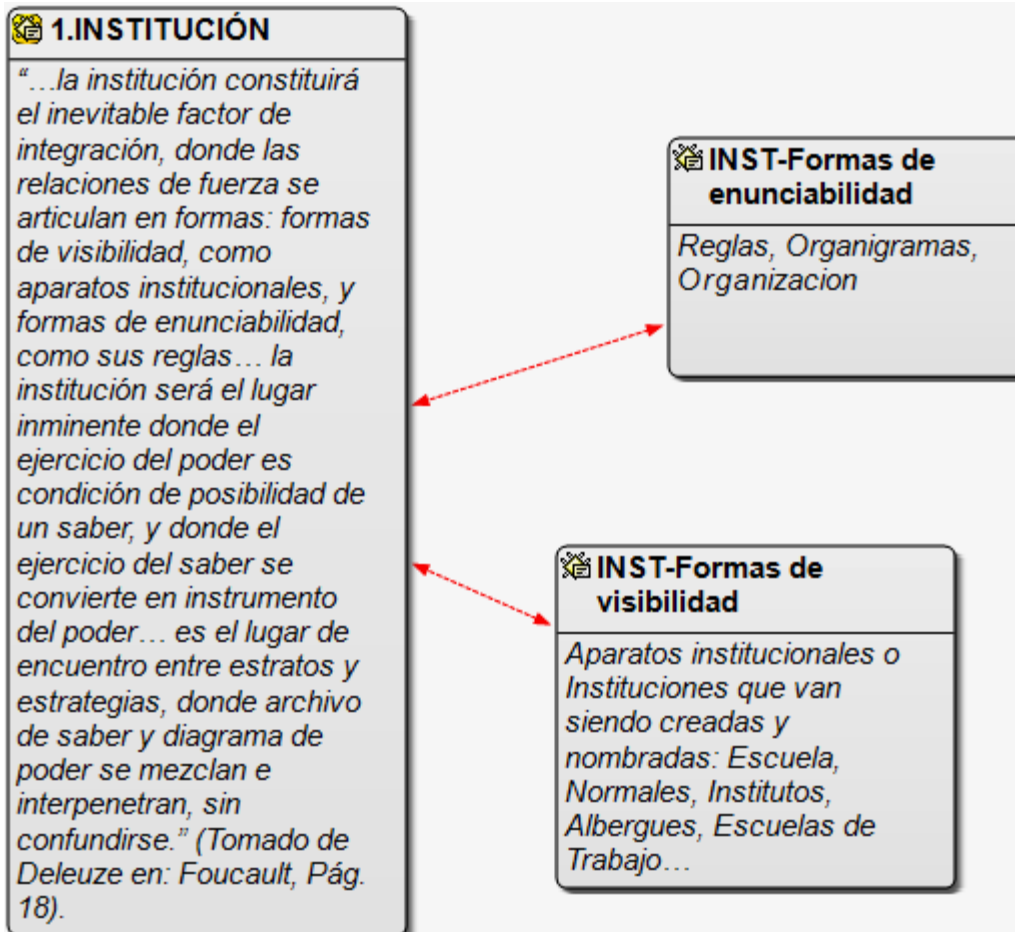 1.INSTITUCIÓN
“…la institución constituirá
el inevitable factor de
integración, donde las
relaciones de fuerza se
articulan en formas: formas
de visibilidad, como
aparatos institucionales, y
formas de enunciabilidad,
como sus reglas… la
institución será el lugar
inminente donde el
ejercicio del poder es
condición de posibilidad de
un saber, y donde el
ejercicio del saber se
convierte en instrumento
del poder… es el lugar de
encuentro entre estratos y
estrategias, donde archivo
de saber y diagrama de
poder se mezclan e
interpenetran, sin
confundirse.” (Tomado de
Deleuze en: Foucault, Pág.
18).
INST-Formas de
enunciabilidad
Reglas, Organigramas,
Organizacion
INST-Formas de
visibilidad
Aparatos institucionales o
Instituciones que van
siendo creadas y
nombradas: Escuela,
Normales, Institutos,
Albergues, Escuelas de
Trabajo…